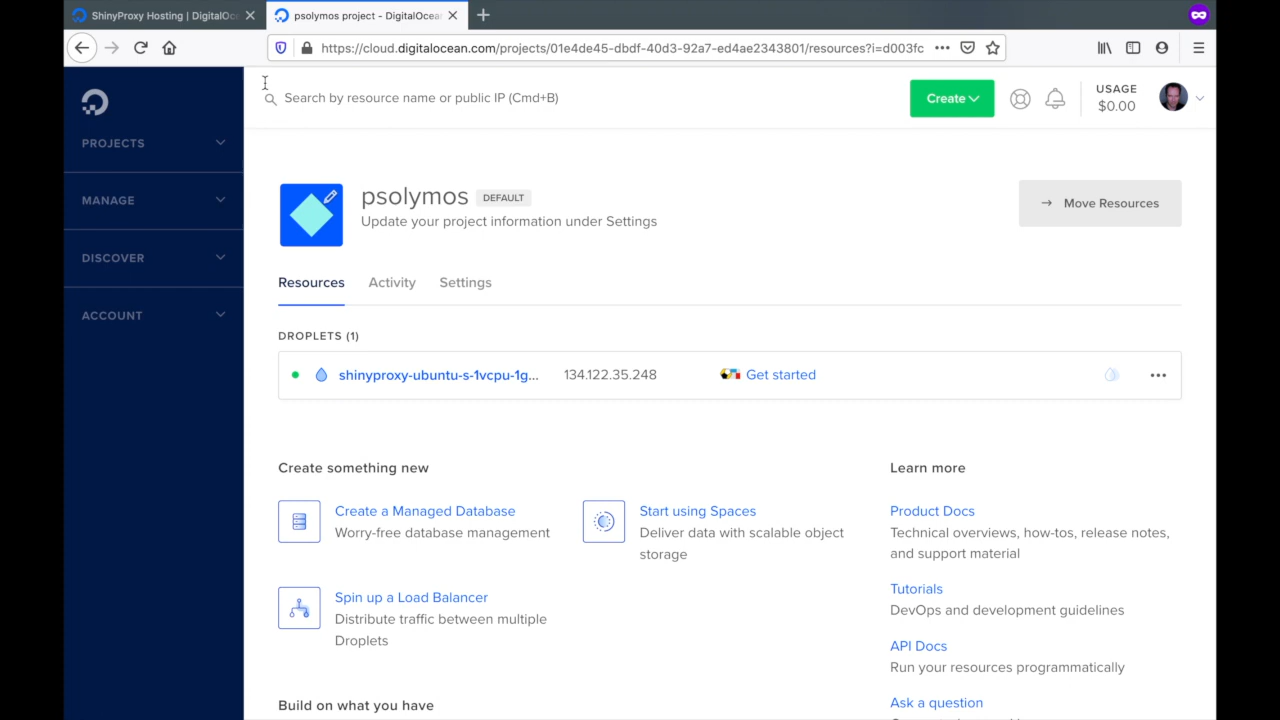 ShinyProxy Hosting | DigitalOc
psolymos project - DigitalOcean
https://cloud.digitalocean.com/projects/01e4de45-dbdf-40d3-92a7-ed4ae2343801/resources?i=d003fc
Search by resource name or public IP (Cmd+B)
Create
USAGE
$0.00
PROJECTS
MANAGE
DISCOVER
ACCOUNT
psolymos DEFAULT
Update your project information under Settings
Move Resources
Resources Activity Settings
DROPLETS (1)
shinyproxy-ubuntu-s-1vcpu-1g... 134.122.35.248 Get started
Create something new
Create a Managed Database
Worry-free database management
Start using Spaces
Deliver data with scalable object
storage
Spin up a Load Balancer
Distribute traffic between multiple
Droplets
Learn more
Product Docs
Technical overviews, how-tos, release notes,
and support material
Tutorials
DevOps and development guidelines
API Docs
Run your resources programmatically
Ask a question
Build on what you have